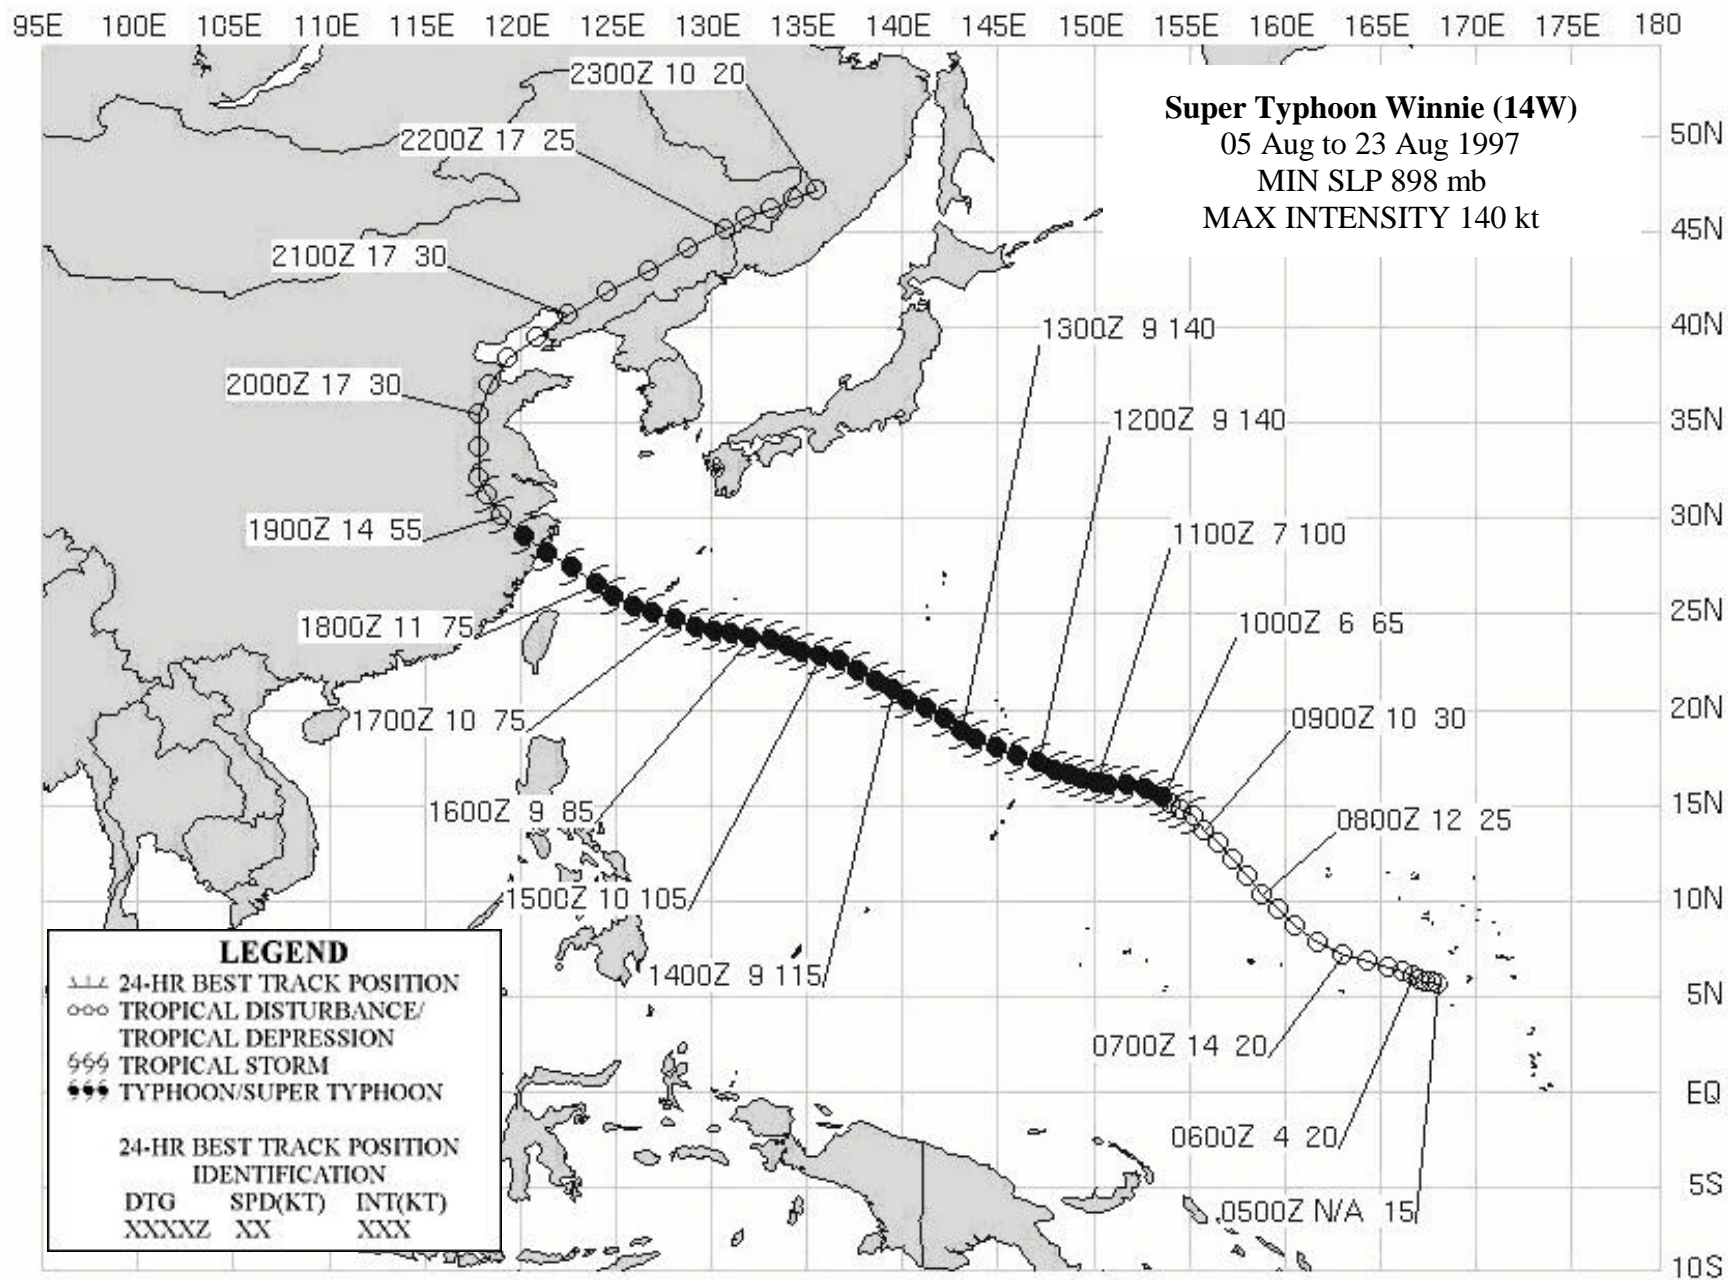 95E 100E 105E 110E 115E 120E 125E 130E 135E 140E 145E 150E 155E 160E 165E 170E 175E 180
2300Z 10 20
Super Typhoon Winnie (14W)
05 Aug to 23 Aug 1997
MIN SLP 898 mb
MAX INTENSITY 140 kt
50N
2200Z 17 25
45N
2100Z 17 30
40N
1300Z 9 140
2000Z 17 30
35N
1200Z 9 140
30N
1900Z 14 55
1100Z 7 100
25N
1800Z 11 75
1000Z 6 65
20N
1700Z 10 75
0900Z 10 30
15N
1600Z 9 85
0800Z 12 25
10N
1500Z 10 105
1400Z 9 115
5N
0700Z 14 20
EQ
0600Z 4 20
5S
0500Z N/A 15
10S
LEGEND
24-HR BEST TRACK POSITION
TROPICAL DISTURBANCE/
TROPICAL DEPRESSION
TROPICAL STORM
TYPHOON/SUPER TYPHOON
24-HR BEST TRACK POSITION
IDENTIFICATION
DTG SPD(KT) INT(KT)
XXXXZ XX XXX